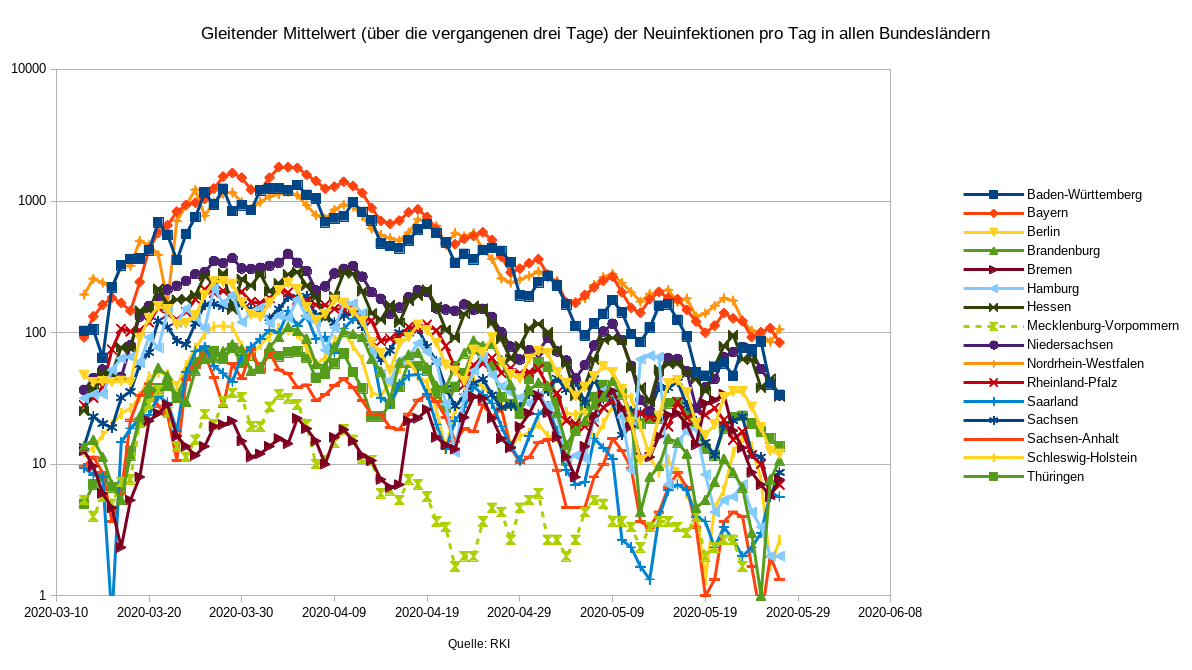 Gleitender Mittelwert (über die vergangenen drei Tage) der Neuinfektionen pro Tag in allen Bundesländern
10000
1000
100
10
1
2020-03-10 2020-03-20 2020-03-30 2020-04-09 2020-04-19 2020-04-29 2020-05-09 2020-05-19 2020-05-29 2020-06-08
Quelle: RKI
Baden-Württemberg
Bayern
Berlin
Brandenburg
Bremen
Hamburg
Hessen
Mecklenburg-Vorpommern
Niedersachsen
Nordrhein-Westfalen
Rheinland-Pfalz
Saarland
Sachsen
Sachsen-Anhalt
Schleswig-Holstein
Thüringen